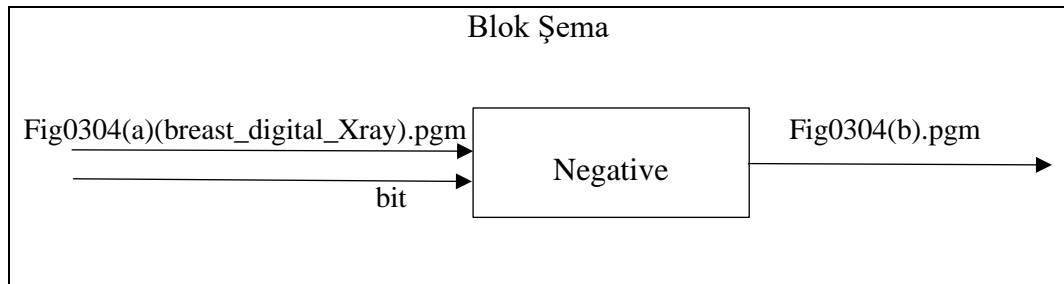 Blok Şema
Fig0304(a)(breast_digital_Xray).pgm
Fig0304(b).pgm
Negative
bit